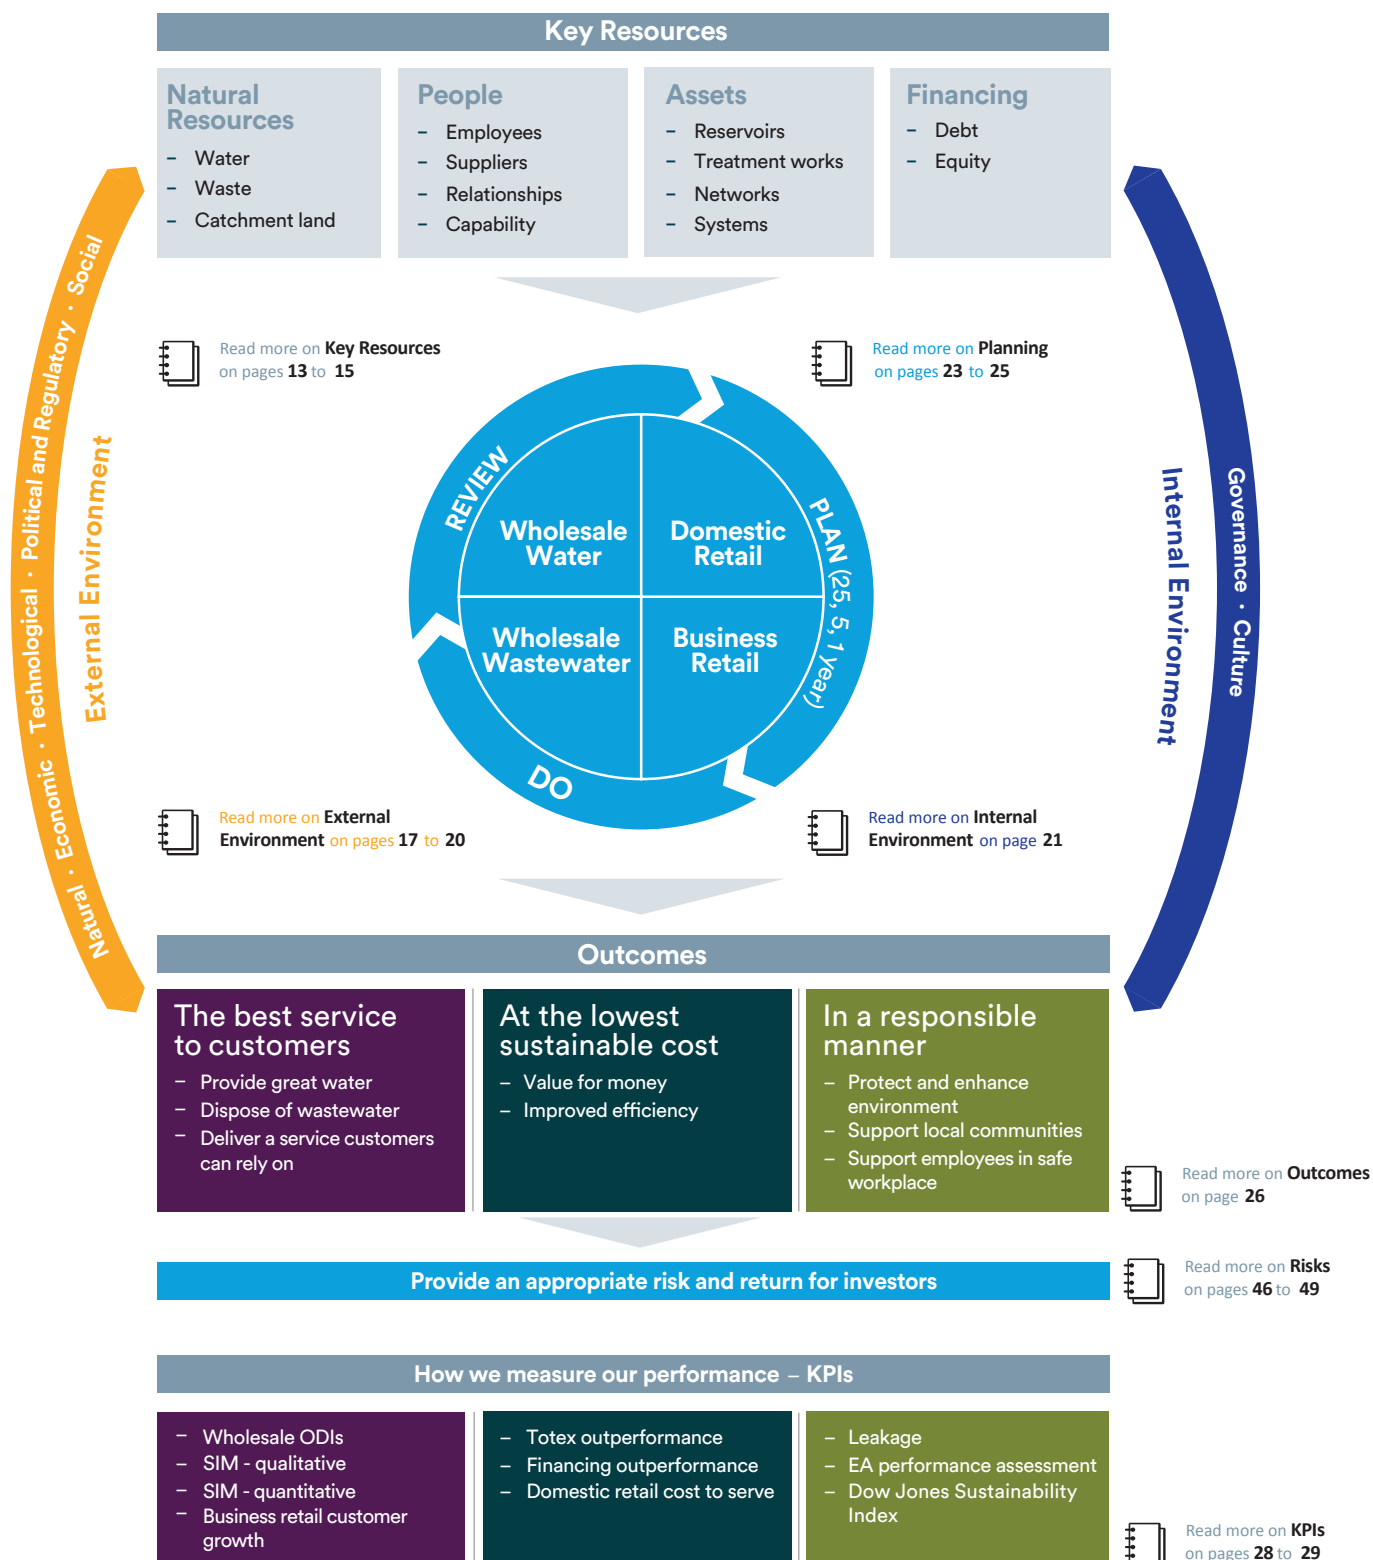 Key Resources
Natural
Resources
– Water
– Waste
– Catchment land
People
– Employees
– Suppliers
– Relationships
– Capability
Assets
– Reservoirs
– Treatment works
– Networks
– Systems
Financing
– Debt
– Equity
Natural · Economic · Technological · Political and Regulatory · Social
External Environment
Internal Environment
Governance · Culture
Read more on Key Resources
on pages 13 to 15
Read more on Planning
on pages 23 to 25
REVIEW
PLAN (25, 5, 1 year)
DO
Wholesale
Water
Domestic
Retail
Wholesale
Wastewater
Business
Retail
Read more on External
Environment on pages 17 to 20
Read more on Internal
Environment on page 21
Outcomes
The best service
to customers
– Provide great water
– Dispose of wastewater
– Deliver a service customers
can rely on
At the lowest
sustainable cost
– Value for money
– Improved efficiency
In a responsible
manner
– Protect and enhance
environment
– Support local communities
– Support employees in safe
workplace
Read more on Outcomes
on page 26
Provide an appropriate risk and return for investors
Read more on Risks
on pages 46 to 49
How we measure our performance – KPIs
– Wholesale ODIs
– SIM - qualitative
– SIM - quantitative
– Business retail customer
growth
– Totex outperformance
– Financing outperformance
– Domestic retail cost to serve
– Leakage
– EA performance assessment
– Dow Jones Sustainability
Index
Read more on KPIs
on pages 28 to 29